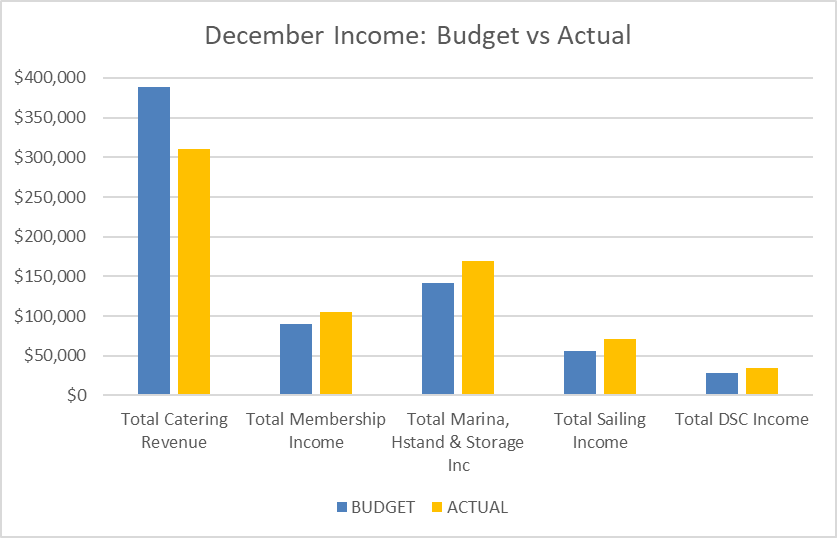 December Income: Budget vs Actual
$400,000
$350,000
$300,000
$250,000
$200,000
$150,000
$100,000
$50,000
$0
Total Catering
Revenue
Total Membership
Income
Total Marina,
Hstand & Storage
Inc
Total Sailing
Income
Total DSC Income
BUDGET
ACTUAL